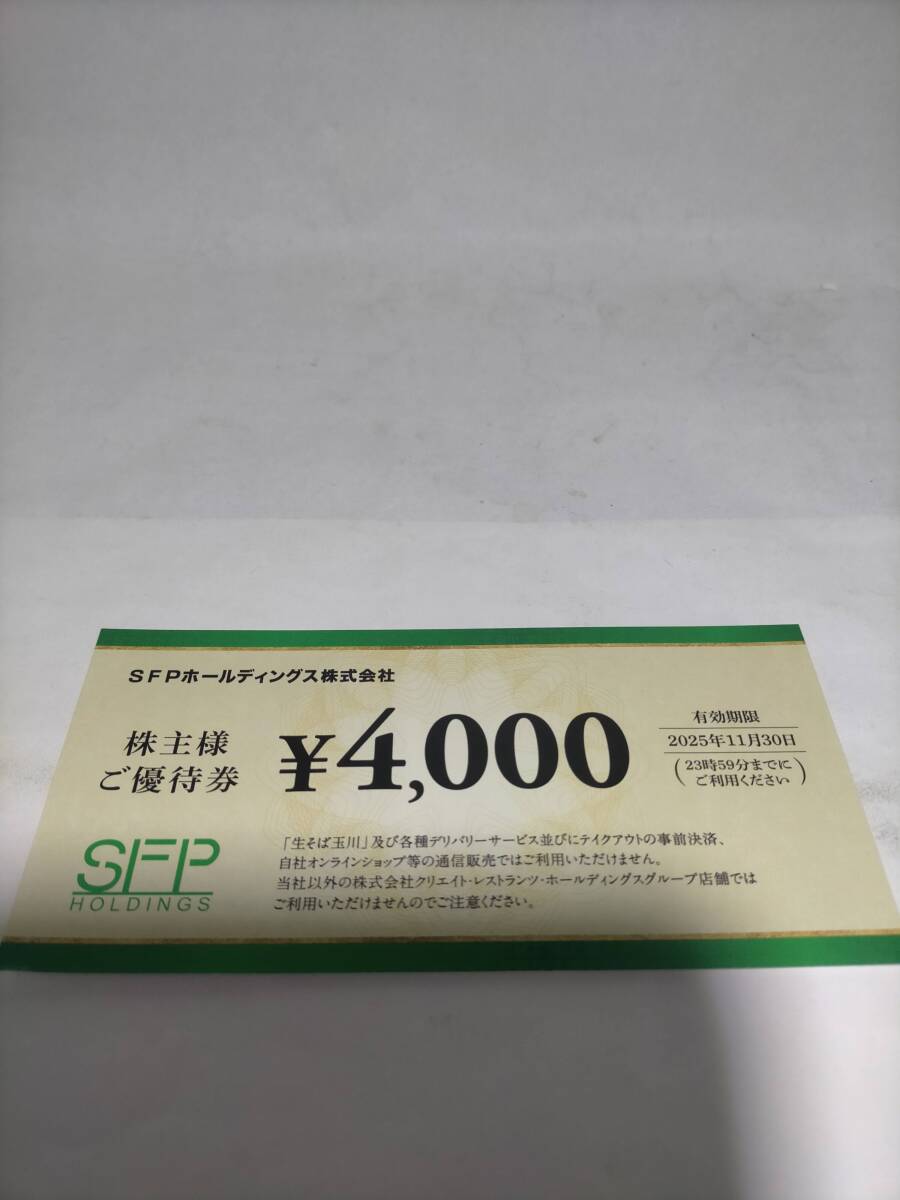 SFPホールディングス株式会社
株主様
ご優待券
¥4,000
有効期限
2025年11月30日
(23時59分までに
ご利用ください)
SFP
HOLDINGS
「生そば玉川」及び各種デリバリーサービス並びにテイクアウトの事前決済、
自社オンラインショップ等の通信販売ではご利用いただけません。
当社以外の株式会社クリエイト・レストランツ・ホールディングスグループ店舗では
ご利用いただけませんのでご注意ください。